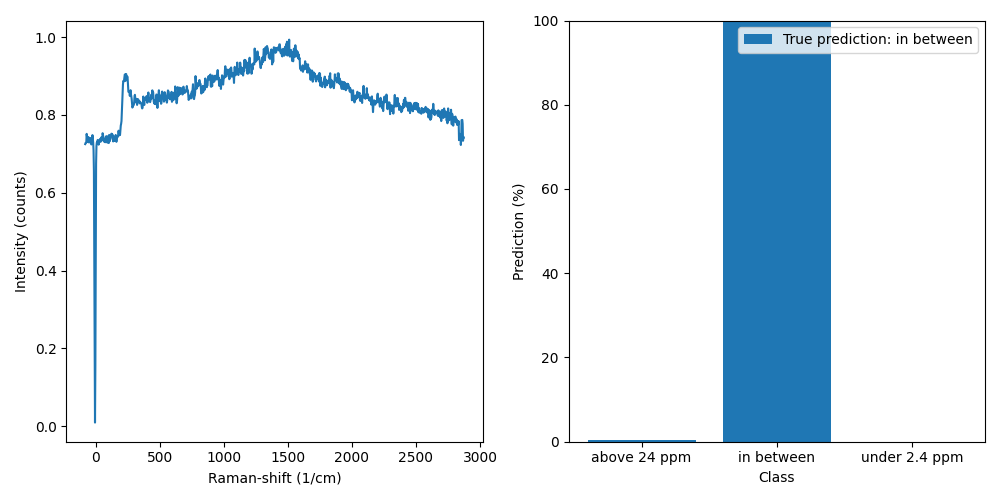 1.0
0.8
0.6
0.4
0.2
0.0
Intensity (counts)
0
500
1000
1500
2000
2500
3000
Raman-shift (1/cm)
100
80
60
40
20
0
Prediction (%)
True prediction: in between
above 24 ppm
in between
under 2.4 ppm
Class